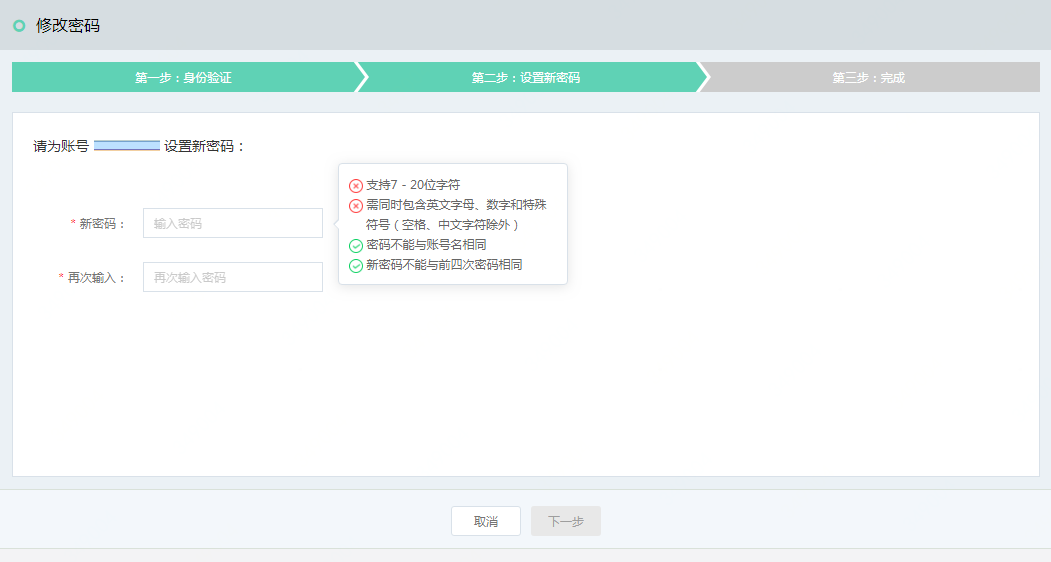 修改密码
第一步：身份验证
第二步：设置新密码
第三步：完成
请为账号 设置新密码：
支持7 - 20位字符
需同时包含英文字母、数字和特殊
符号（空格、中文字符除外）
* 新密码：
输入密码
密码不能与账号名相同
新密码不能与前四次密码相同
* 再次输入：
再次输入密码
取消
下一步